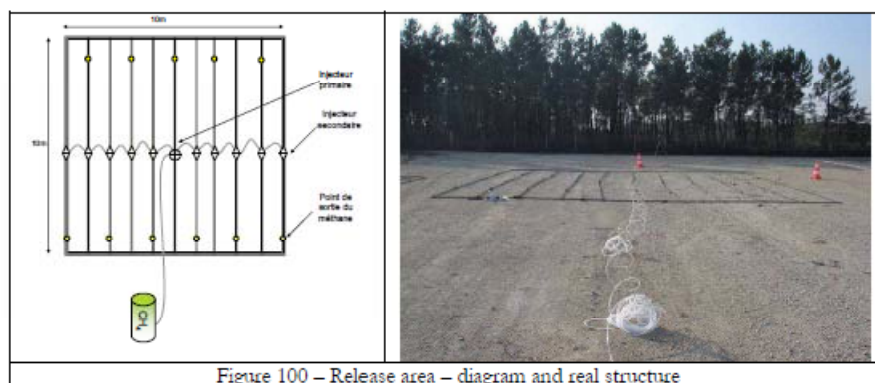 10m
Injecteur
primaire
10m
Injecteur
secondaire
Point de
sortie du
méthane
CH4
Figure 100 – Release area – diagram and real structure